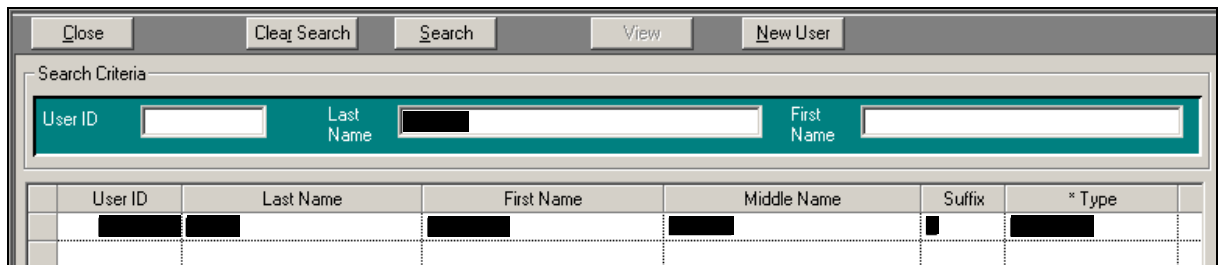 Close Clear Search Search View New User
Search Criteria
User ID Last Name First Name
User ID Last Name First Name Middle Name Suffix * Type